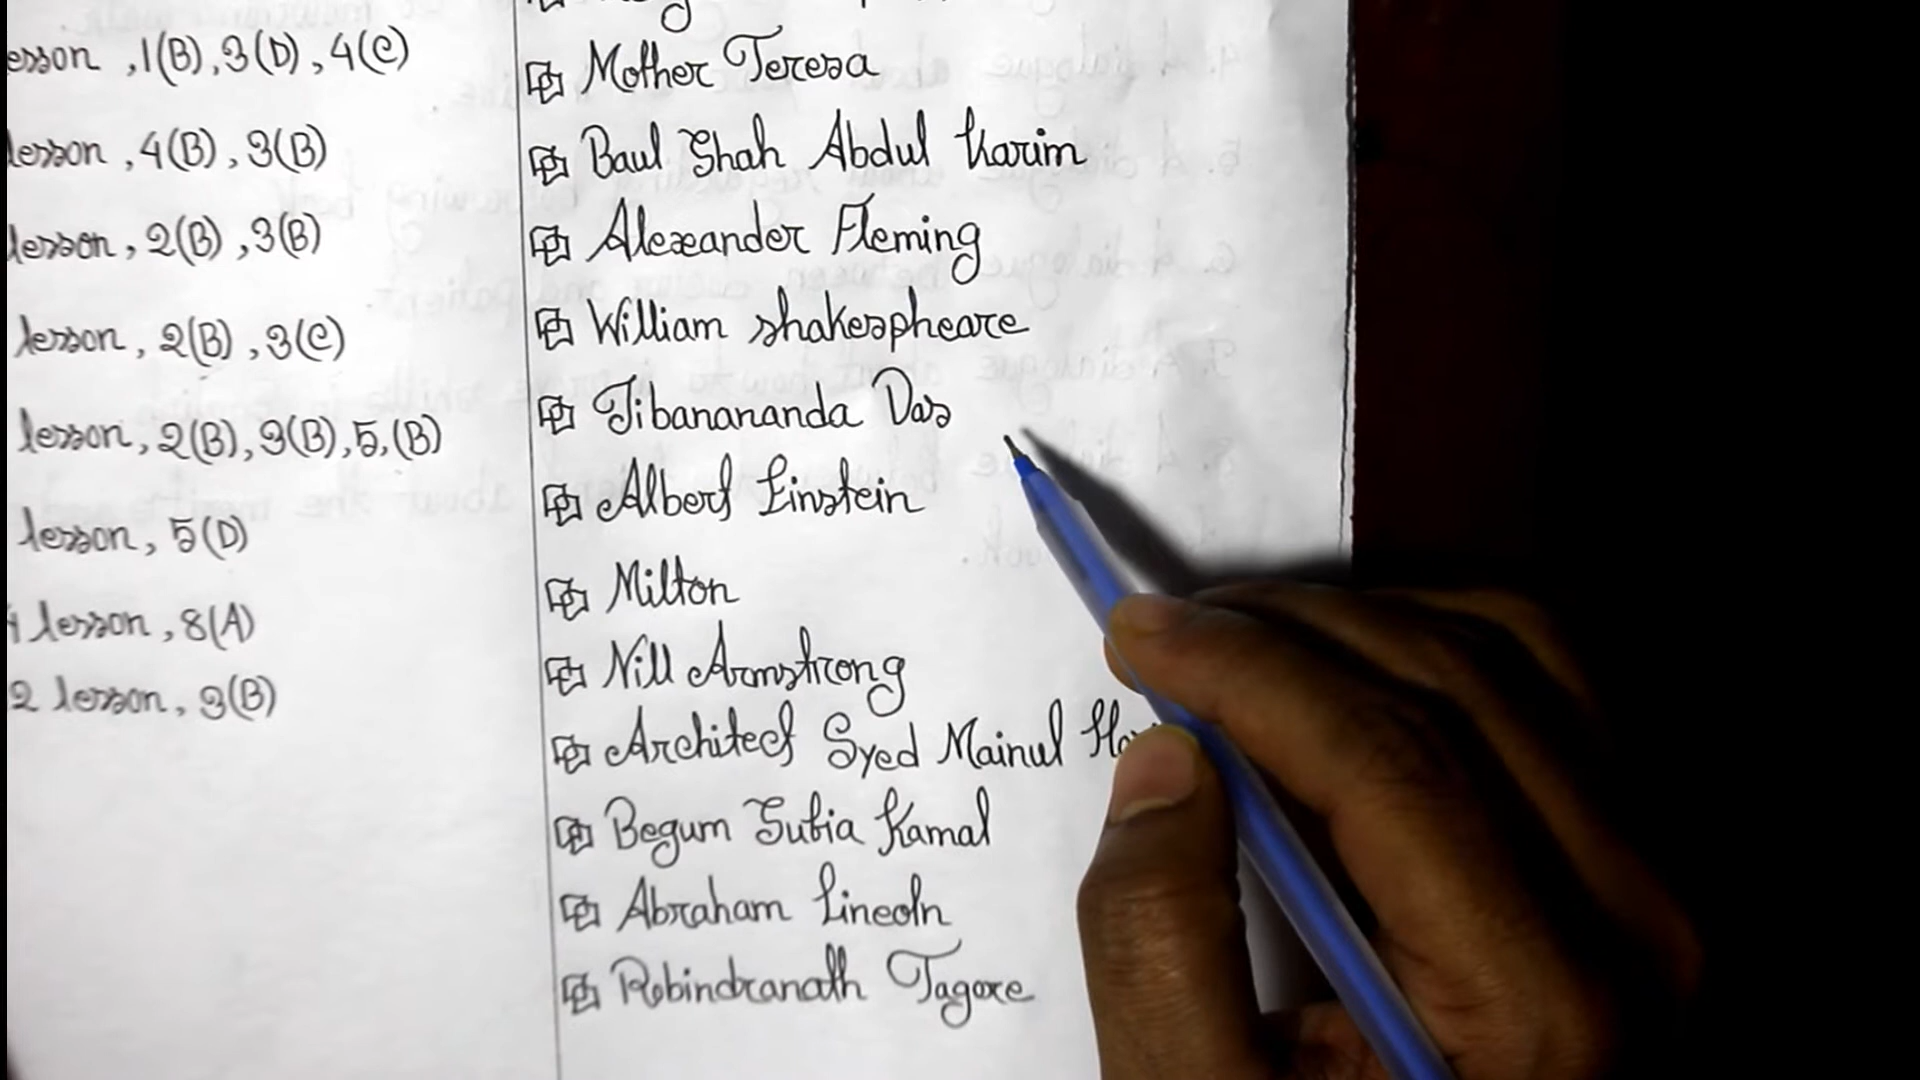 lesson, 1(B), 3(D), 4(C)
lesson, 4(B), 3(B)
lesson, 2(B), 3(B)
lesson, 2(B), 3(C)
lesson, 2(B), 3(B), 5,(B)
lesson, 5(D)
lesson, 8(A)
2 lesson, 3(B)
Mother Teresa
Baul Shah Abdul Karim
Alexander Fleming
William shakespheare
Jibanananda Das
Albert Einstein
Milton
Nill Armstrong
Architect Syed Mainul
Begum Sufia Kamal
Abraham Lincoln
Robindranath Tagore